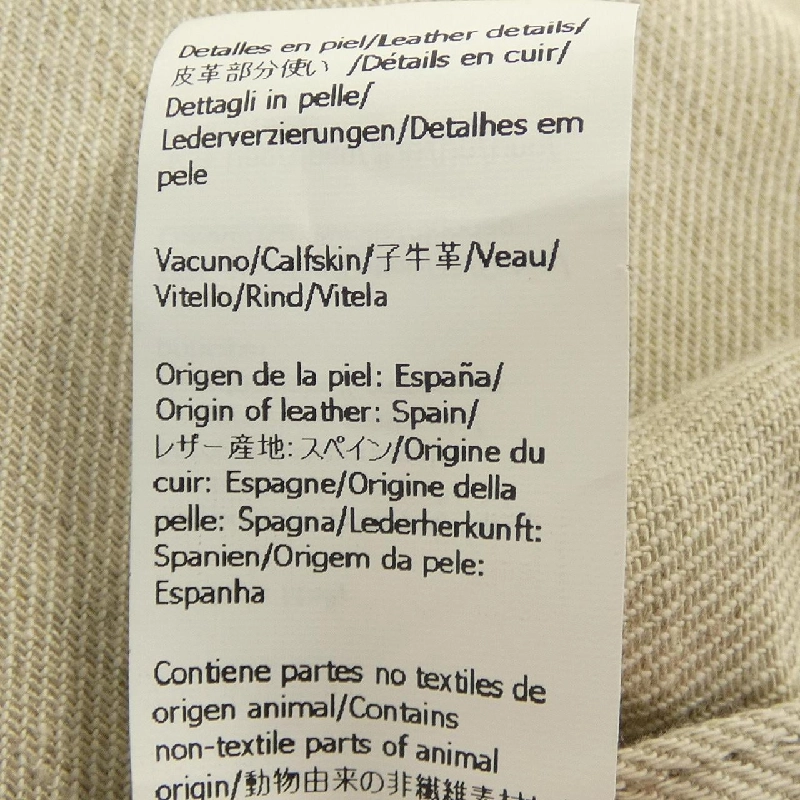 Detalles en piel/Leather details/
皮革部分使い /Détails en cuir/
Dettagli in pelle/
Lederverzierungen/Detalhes em
pele
Vacuno/Calfskin/子牛革/Veau/
Vitello/Rind/Vitela
Origen de la piel: España/
Origin of leather: Spain/
レザー産地: スペイン/Origine du
cuir: Espagne/Origine della
pelle: Spagna/Lederherkunft:
Spanien/Origem da pele:
Espanha
Contiene partes no textiles de
origen animal/Contains
non-textile parts of animal
origin/動物由来の非繊維素材